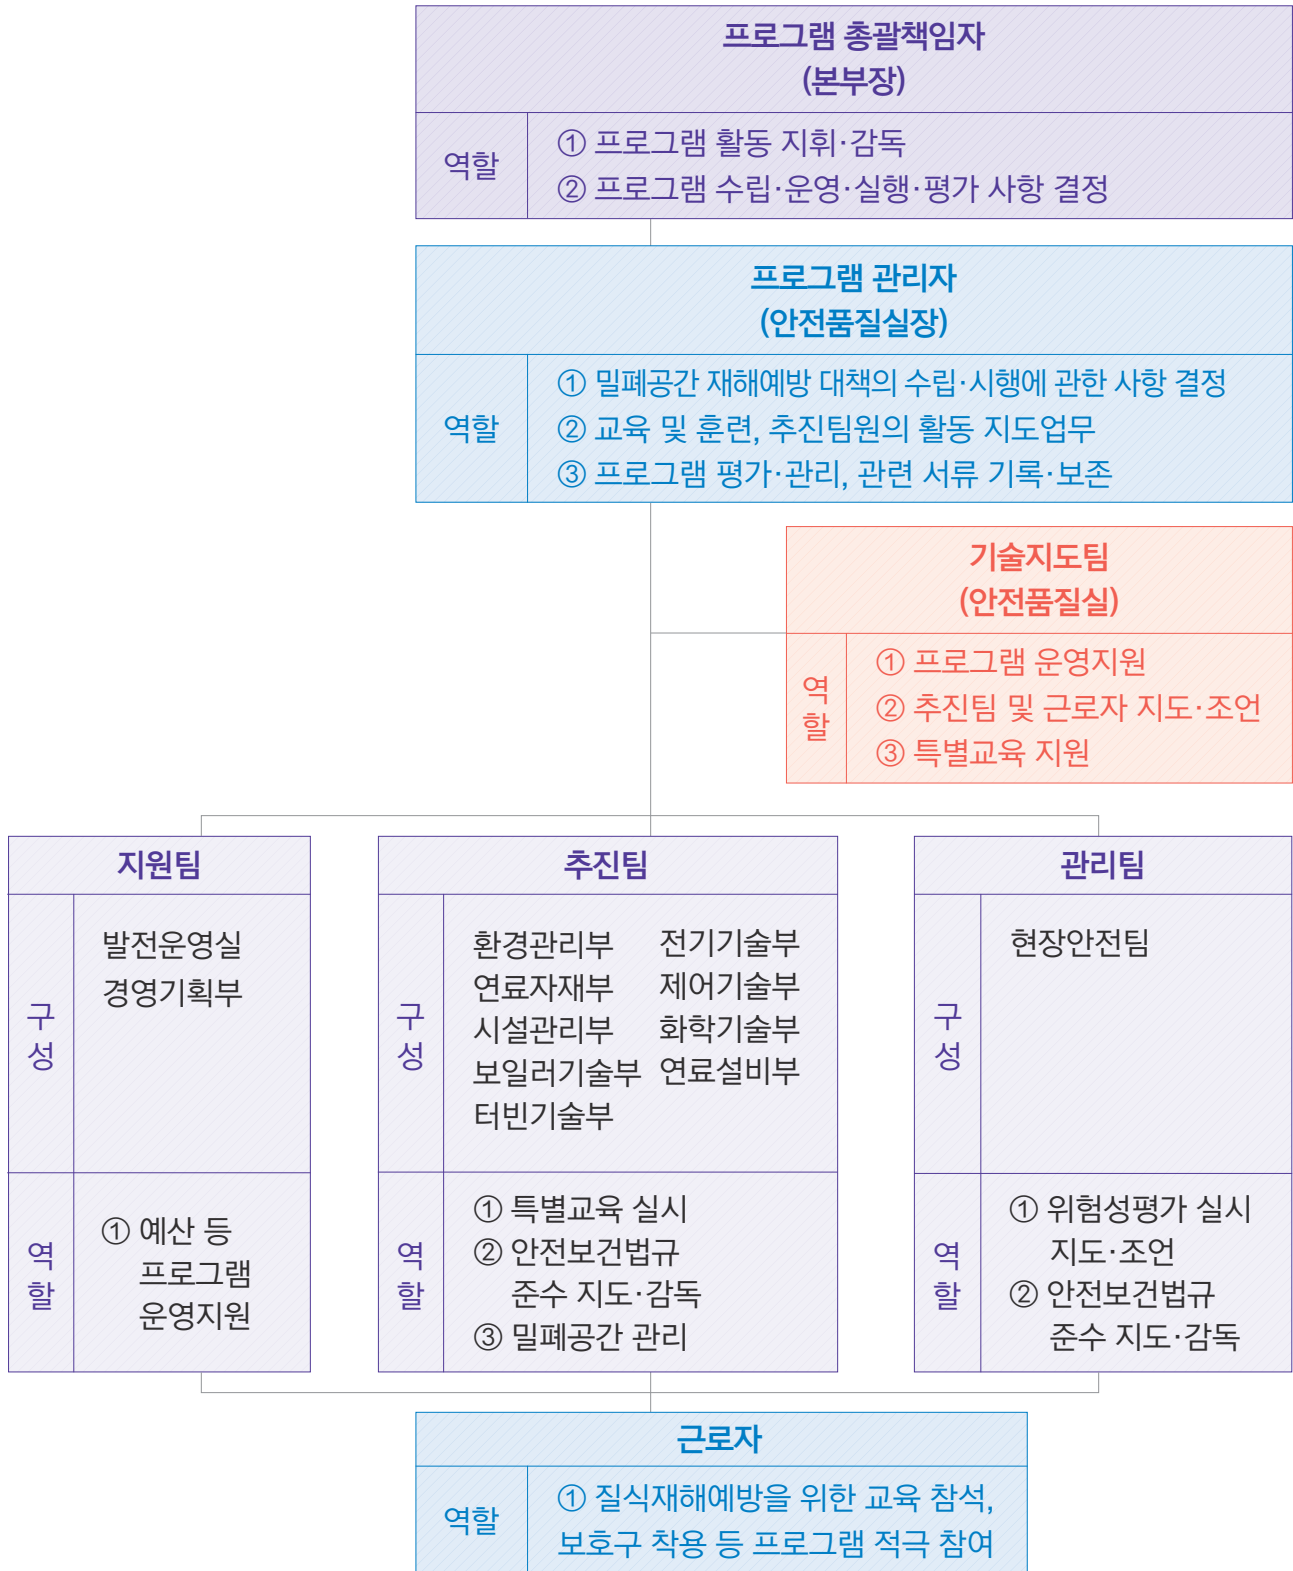 프로그램 총괄책임자
(본부장)
역할
① 프로그램 활동 지휘·감독
② 프로그램 수립·운영·실행·평가 사항 결정
프로그램 관리자
(안전품질실장)
역할
① 밀폐공간 재해예방 대책의 수립·시행에 관한 사항 결정
② 교육 및 훈련, 추진팀원의 활동 지도업무
③ 프로그램 평가·관리, 관련 서류 기록·보존
기술지도팀
(안전품질실)
역
할
① 프로그램 운영지원
② 추진팀 및 근로자 지도·조언
③ 특별교육 지원
지원팀
구
성
발전운영실
경영기획부
역
할
① 예산 등
프로그램
운영지원
추진팀
구
성
환경관리부 전기기술부
연료자재부 제어기술부
시설관리부 화학기술부
보일러기술부 연료설비부
터빈기술부
역
할
① 특별교육 실시
② 안전보건법규
준수 지도·감독
③ 밀폐공간 관리
관리팀
구
성
현장안전팀
역
할
① 위험성평가 실시
지도·조언
② 안전보건법규
준수 지도·감독
근로자
역할
① 질식재해예방을 위한 교육 참석,
보호구 착용 등 프로그램 적극 참여